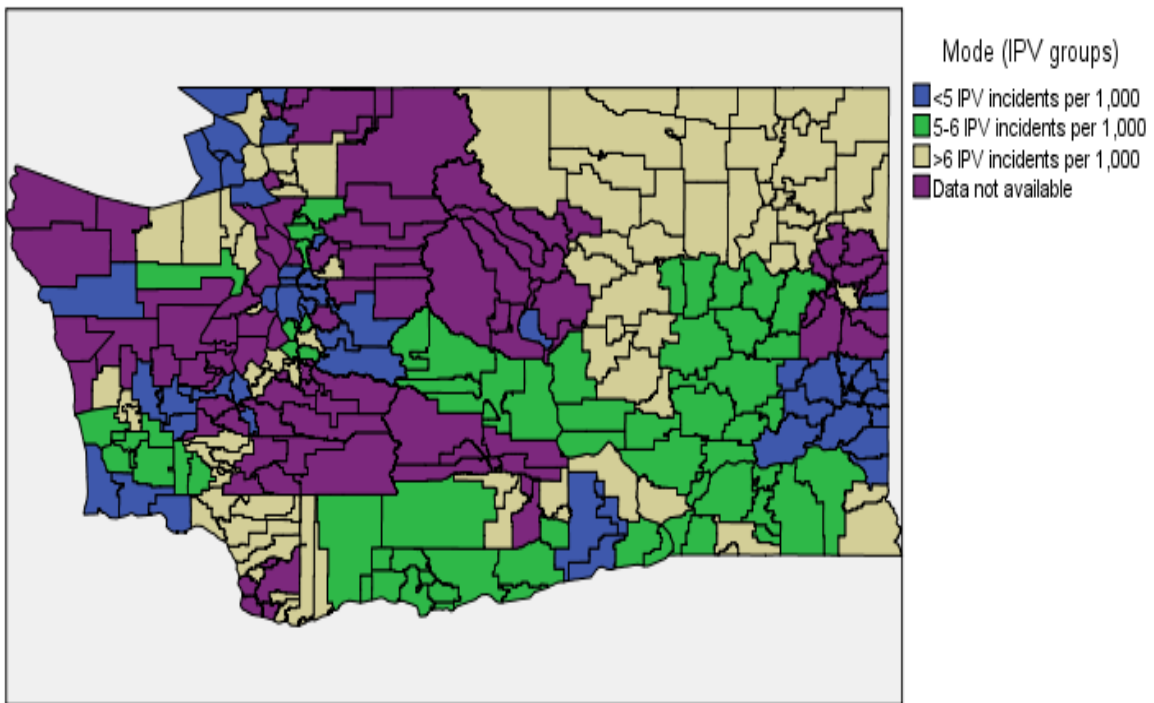 Mode (IPV groups)
<5 IPV incidents per 1,000
5-6 IPV incidents per 1,000
>6 IPV incidents per 1,000
Data not available